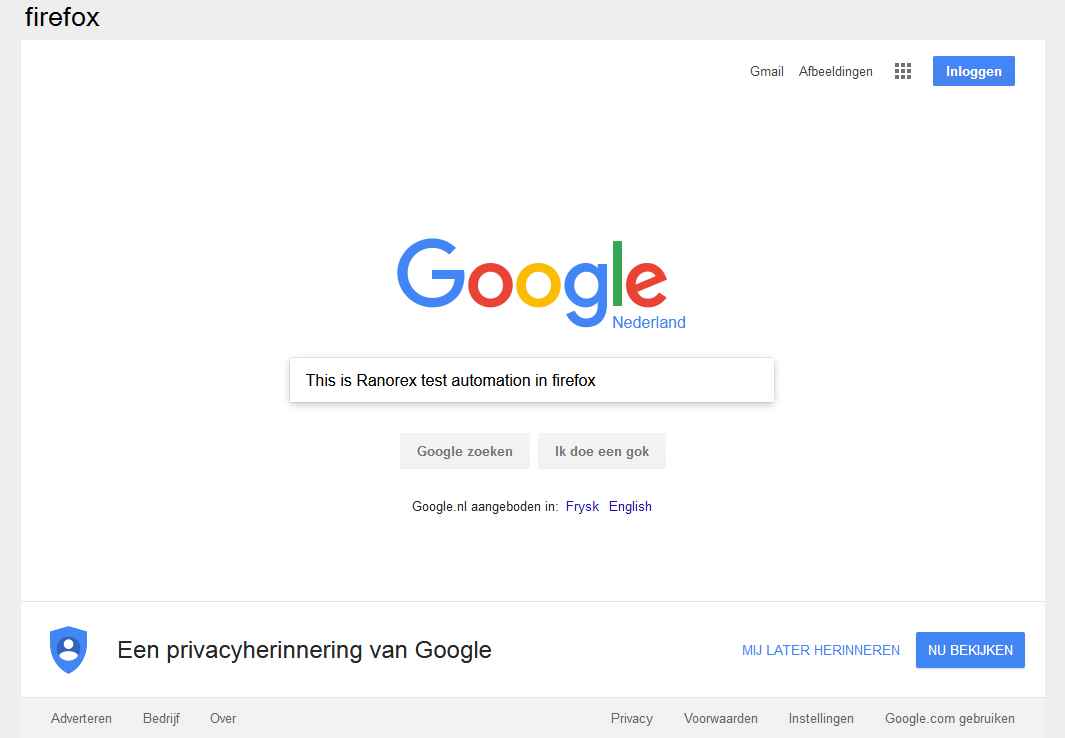 firefox
Gmail Afbeeldingen Inloggen
Google
Nederland
This is Ranorex test automation in firefox
Google zoeken Ik doe een gok
Google.nl aangeboden in: Frysk English
Een privacyherinnering van Google MIJ LATER HERINNEREN NU BEKIJKEN
Adverteren Bedrijf Over Privacy Voorwaarden Instellingen Google.com gebruiken